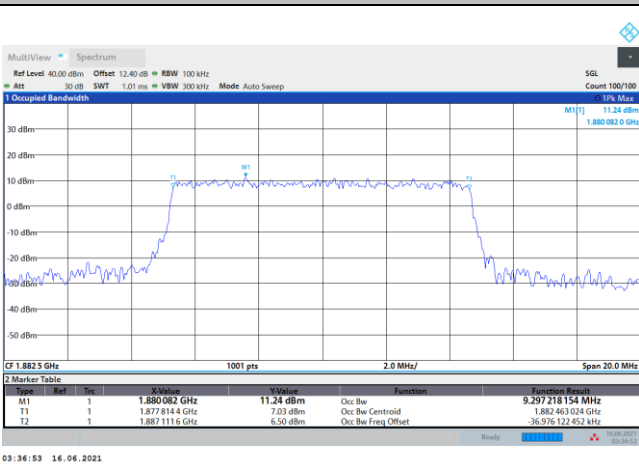 MultiView Spectrum
Ref Level 40.00 dBm Offset 12.40 dB RBW 100 kHz SGL
Att 30 dB SWT 1.01 ms VBW 300 kHz Mode Auto Sweep Count 100/100
1 Occupied Bandwidth 1Pk Max
M1[1] 11.24 dBm
1.880 082 0 GHz
30 dBm
20 dBm
T1 M1 T2
10 dBm
0 dBm
-10 dBm
-20 dBm
-30 dBm
-40 dBm
-50 dBm
CF 1.882 5 GHz 1001 pts 2.0 MHz/ Span 20.0 MHz
2 Marker Table
Type Ref Trc X-Value Y-Value Function Function Result
M1 1 1.880 082 GHz 11.24 dBm Occ Bw 9.297 218 154 MHz
T1 1 1.877 814 4 GHz 7.03 dBm Occ Bw Centroid 1.882 463 024 GHz
T2 1 1.887 111 6 GHz 6.50 dBm Occ Bw Freq Offset -36.976 122 452 kHz
Ready 16.06.2021
03:36:52
03:36:53 16.06.2021